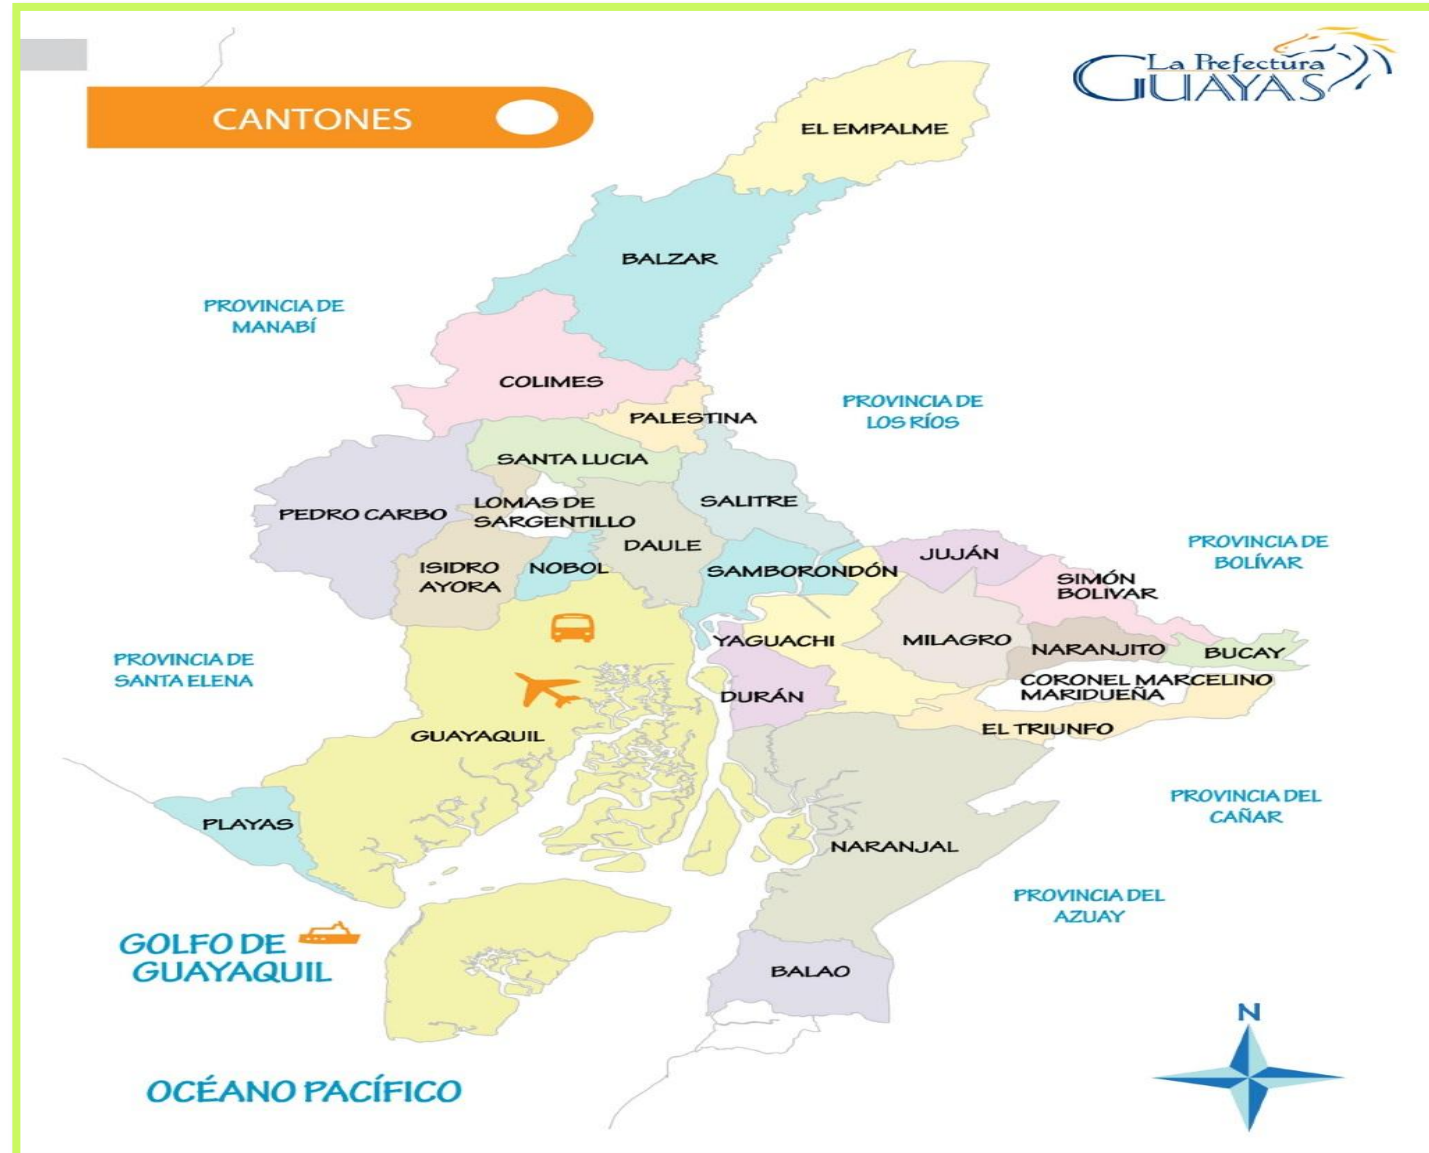 La Prefectura
GUAYAS
CANTONES
EL EMPALME
BALZAR
PROVINCIA DE
MANABÍ
COLIMES
PROVINCIA DE
LOS RÍOS
PALESTINA
SANTA LUCIA
PEDRO CARBO
LOMAS DE
SARGENTILLO
SALITRE
DAULE
ISIDRO
AYORA
NOBOL
SAMBORONDÓN
JUJÁN
PROVINCIA DE
BOLÍVAR
SIMÓN
BOLIVAR
YAGUACHI
MILAGRO
NARANJITO
BUCAY
PROVINCIA DE
SANTA ELENA
CORONEL MARCELINO
MARIDUEÑA
DURÁN
GUAYAQUIL
EL TRIUNFO
PROVINCIA DEL
CAÑAR
PLAYAS
NARANJAL
PROVINCIA DEL
AZUAY
GOLFO DE
GUAYAQUIL
BALAO
N
OCÉANO PACÍFICO